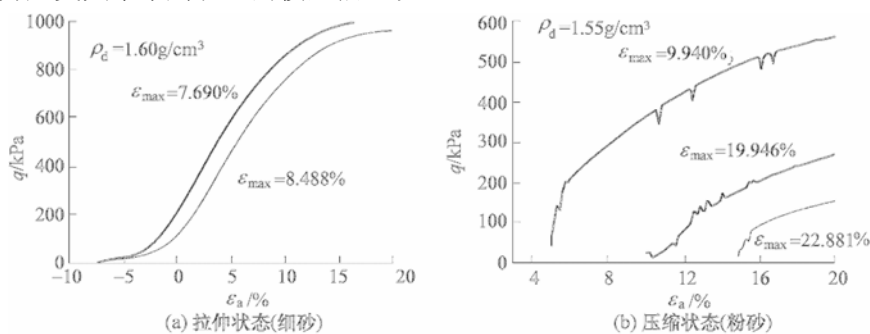 1000
800
600
400
200
0
q/kPa
ρd=1.60g/cm³
εmax=7.690%
εmax=8.488%
-10
-5
0
5
10
15
20
εa/%
(a) 拉伸状态(细砂)
600
500
400
300
200
100
0
q/kPa
ρd=1.55g/cm³
εmax=9.940%
εmax=19.946%
εmax=22.881%
4
8
12
16
20
εa/%
(b) 压缩状态(粉砂)